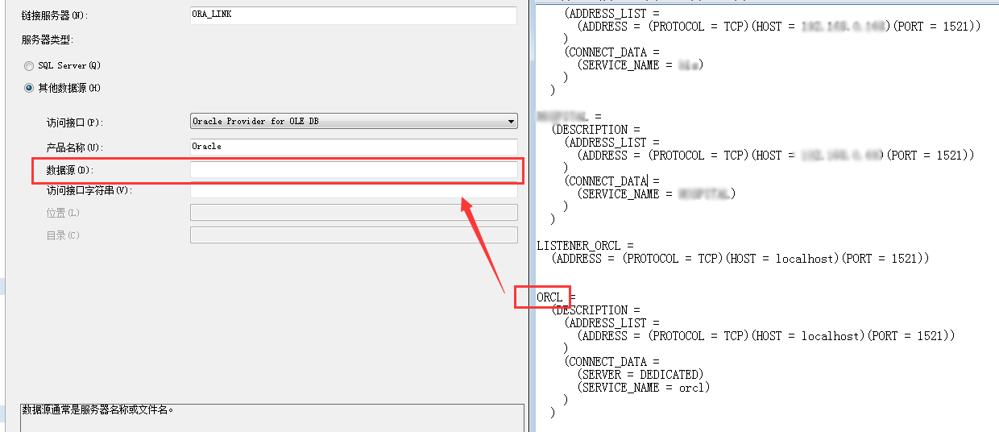 链接服务器(N):
ORA_LINK
服务器类型:
SQL Server(Q)
其他数据源(H)
访问接口(P):
Oracle Provider for OLE DB
产品名称(U):
Oracle
数据源(D):
访问接口字符串(V):
位置(L)
目录(C)
数据源通常是服务器名称或文件名。
(ADDRESS_LIST =
(ADDRESS = (PROTOCOL = TCP)(HOST = )(PORT = 1521))
)
(CONNECT_DATA =
(SERVICE_NAME = )
)
)
=
(DESCRIPTION =
(ADDRESS_LIST =
(ADDRESS = (PROTOCOL = TCP)(HOST = )(PORT = 1521))
)
(CONNECT_DATA =
(SERVICE_NAME = )
)
)
LISTENER_ORCL =
(ADDRESS = (PROTOCOL = TCP)(HOST = localhost)(PORT = 1521))
ORCL =
(DESCRIPTION =
(ADDRESS_LIST =
(ADDRESS = (PROTOCOL = TCP)(HOST = localhost)(PORT = 1521))
)
(CONNECT_DATA =
(SERVER = DEDICATED)
(SERVICE_NAME = orcl)
)
)